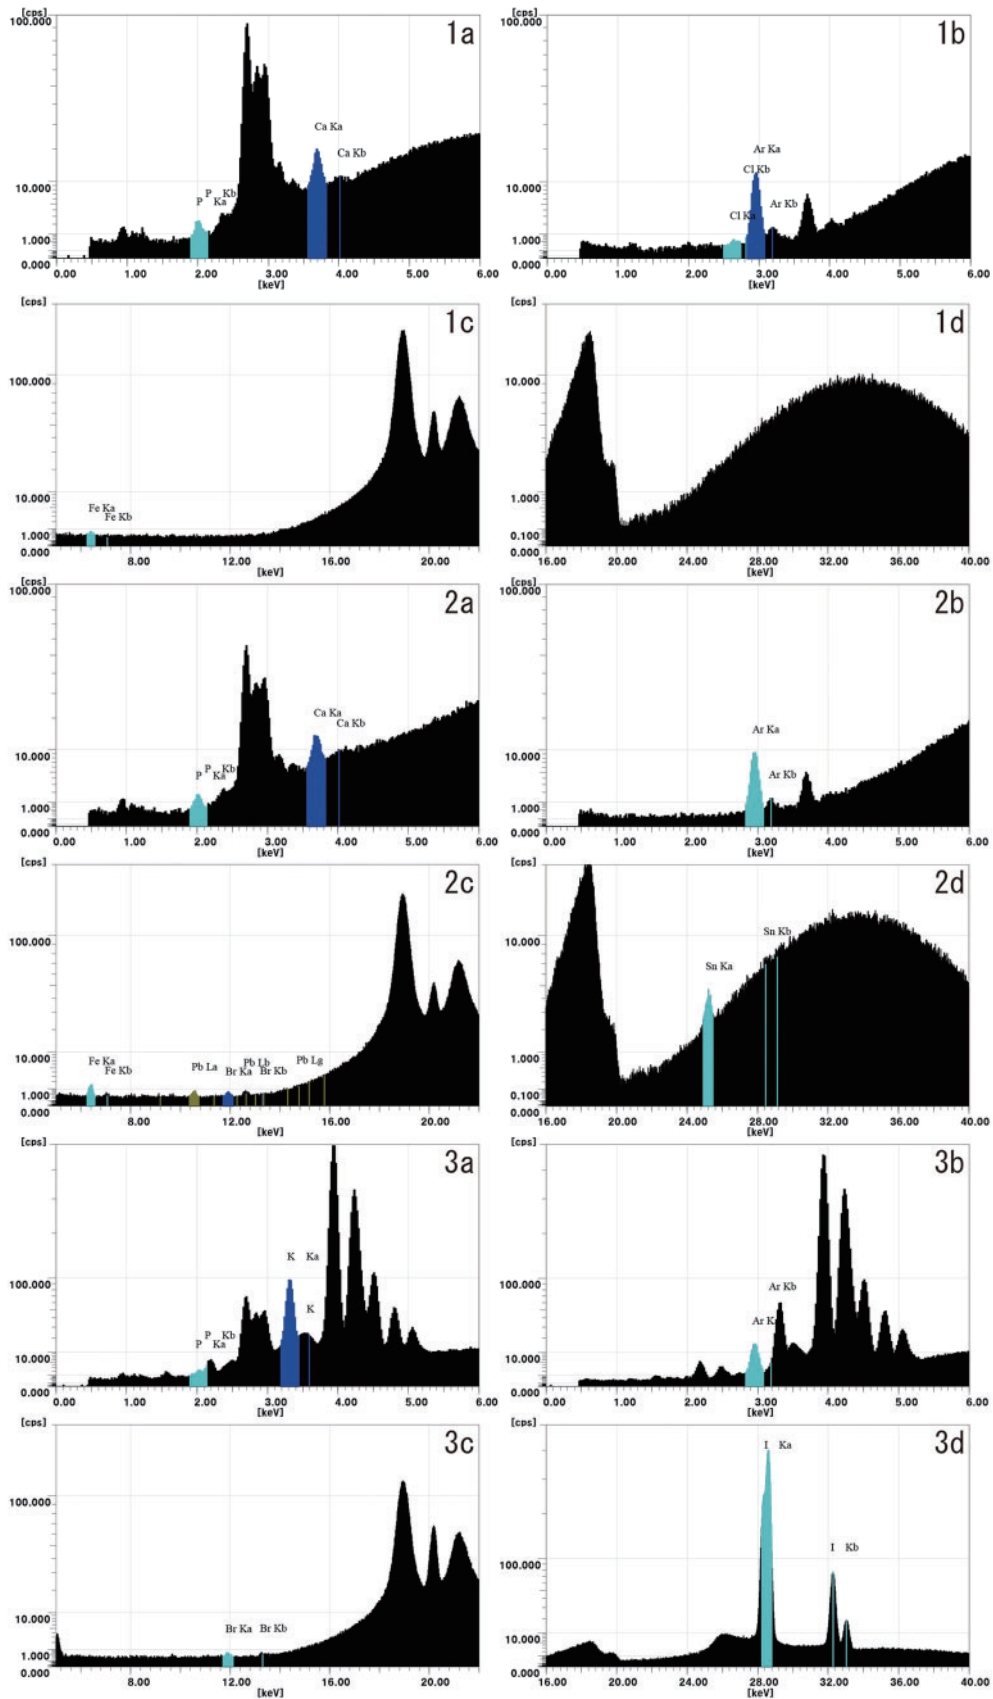 [cps]
100.000
1a
Ca Ka
Ca Kb
10.000
P Kb
P Ka
1.000
0.000
0.00 1.00 2.00 3.00 4.00 5.00 6.00
[keV]
[cps]
100.000
1b
Ar Ka
10.000
Cl Kb
Cl Ka
Ar Kb
1.000
0.000
0.00 1.00 2.00 3.00 4.00 5.00 6.00
[keV]
[cps]
1c
100.000
10.000
Fe Ka
Fe Kb
1.000
0.000
8.00 12.00 16.00 20.00
[keV]
[cps]
1d
10.000
1.000
0.100
0.000
16.00 20.00 24.00 28.00 32.00 36.00 40.00
[keV]
[cps]
100.000
2a
Ca Ka
Ca Kb
10.000
P Kb
P Ka
1.000
0.000
0.00 1.00 2.00 3.00 4.00 5.00 6.00
[keV]
[cps]
100.000
2b
10.000
Ar Ka
Ar Kb
1.000
0.000
0.00 1.00 2.00 3.00 4.00 5.00 6.00
[keV]
[cps]
2c
100.000
10.000
Fe Ka
Fe Kb
Pb La
Pb Lb
Pb Lg
Br Ka
Br Kb
1.000
0.000
8.00 12.00 16.00 20.00
[keV]
[cps]
2d
10.000
Sn Kb
Sn Ka
1.000
0.100
0.000
16.00 20.00 24.00 28.00 32.00 36.00 40.00
[keV]
[cps]
3a
K Ka
100.000
K
P Kb
P Ka
10.000
0.000
0.00 1.00 2.00 3.00 4.00 5.00 6.00
[keV]
[cps]
3b
100.000
Ar Kb
Ar K
10.000
0.000
0.00 1.00 2.00 3.00 4.00 5.00 6.00
[keV]
[cps]
3c
100.000
10.000
Br Ka
Br Kb
1.000
0.000
8.00 12.00 16.00 20.00
[keV]
[cps]
3d
I Ka
100.000
I Kb
10.000
0.000
16.00 20.00 24.00 28.00 32.00 36.00 40.00
[keV]